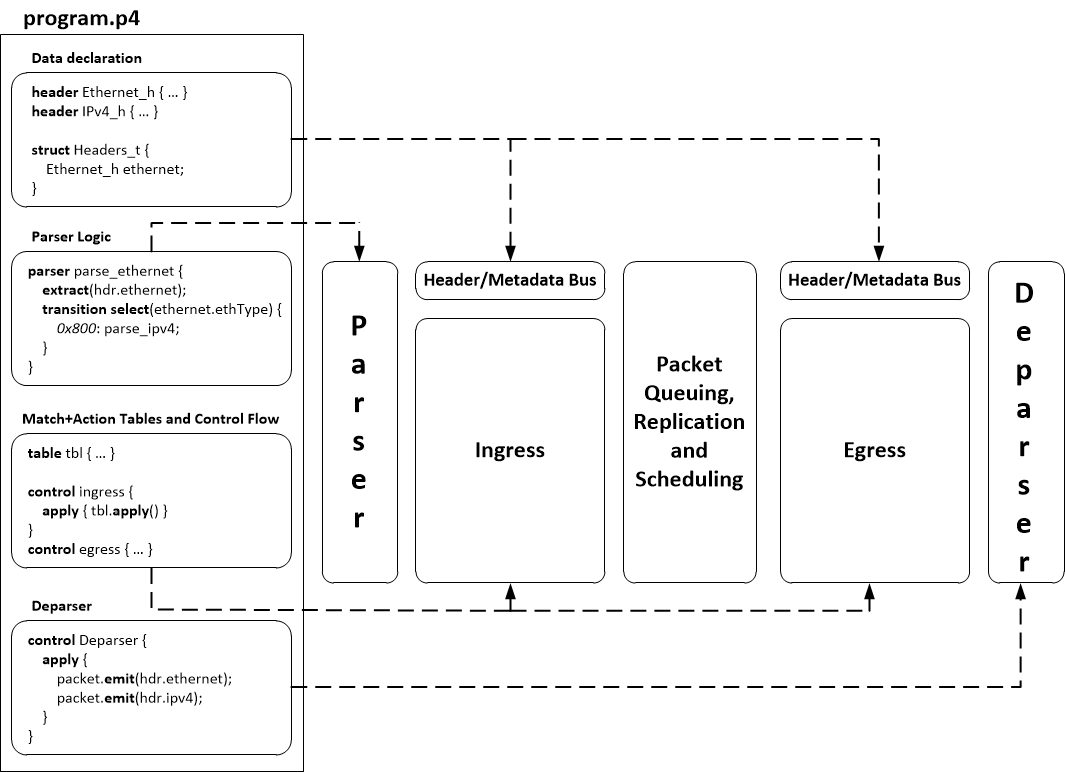 program.p4
Data declaration
header Ethernet_h { ... }
header IPv4_h { ... }
struct Headers_t {
Ethernet_h ethernet;
}
Parser Logic
parser parse_ethernet {
extract(hdr.ethernet);
transition select(ethernet.ethType) {
0x800: parse_ipv4;
}
}
Match+Action Tables and Control Flow
table tbl { ... }
control ingress {
apply { tbl.apply() }
}
control egress { ... }
Deparser
control Deparser {
apply {
packet.emit(hdr.ethernet);
packet.emit(hdr.ipv4);
}
}
Parser
Header/Metadata Bus
Ingress
Packet
Queuing,
Replication
and
Scheduling
Header/Metadata Bus
Egress
Deparser